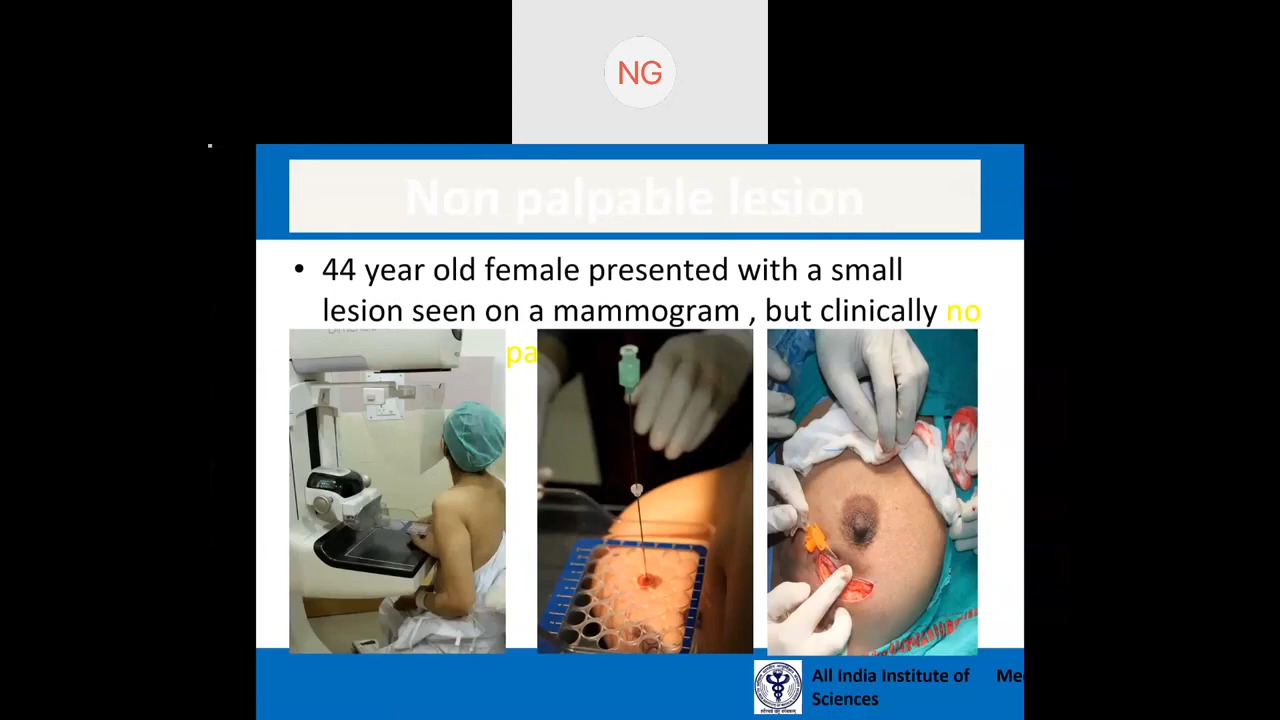 NG
Non palpable lesion
• 44 year old female presented with a small
lesion seen on a mammogram , but clinically no
pa
All India Institute of Me
Sciences